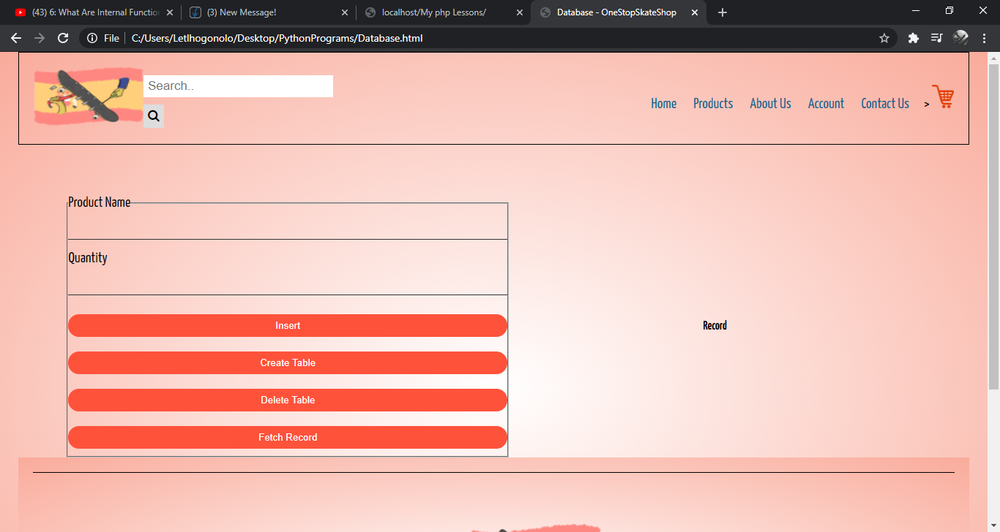 (43) 6: What Are Internal Function
(3) New Message!
localhost/My php Lessons/
Database - OneStopSkateShop
File
C:/Users/Letlhogonolo/Desktop/PythonPrograms/Database.html
Search..
Home Products About Us Account Contact Us >
Product Name
Quantity
Insert
Record
Create Table
Delete Table
Fetch Record